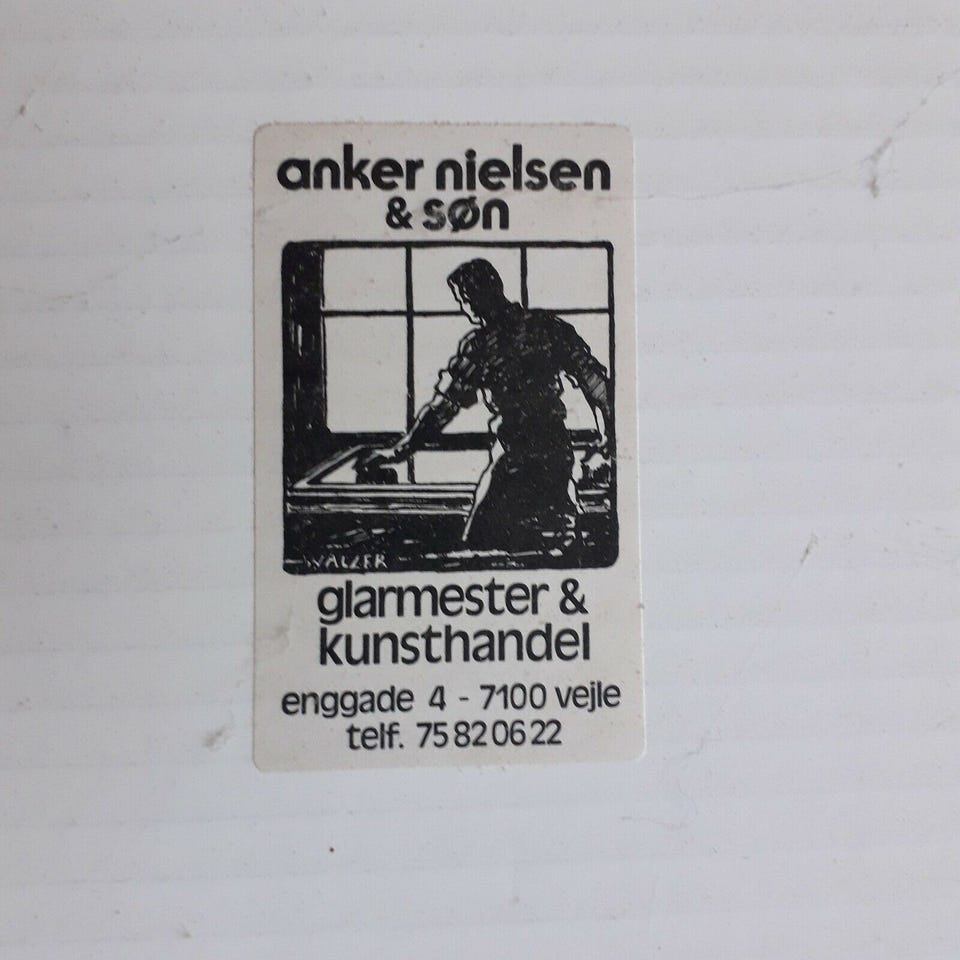 anker nielsen
& søn
WALZER
glarmester &
kunsthandel
enggade 4 - 7100 vejle
telf. 75 82 06 22